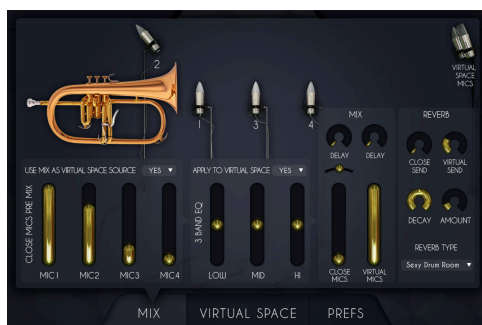 2
VIRTUAL
SPACE
MICS
1
3
4
MIX
REVERB
DELAY
DELAY
CLOSE
SEND
VIRTUAL
SEND
USE MIX AS VIRTUAL SPACE SOURCE
YES
APPLY TO VIRTUAL SPACE
YES
CLOSE MICS PRE MIX
3 BAND EQ
DECAY
AMOUNT
REVERB TYPE
Sexy Drum Room
MIC 1
MIC2
MIC3
MIC4
LOW
MID
HI
CLOSE
MICS
VIRTUAL
MICS
MIX
VIRTUAL SPACE
PREFS